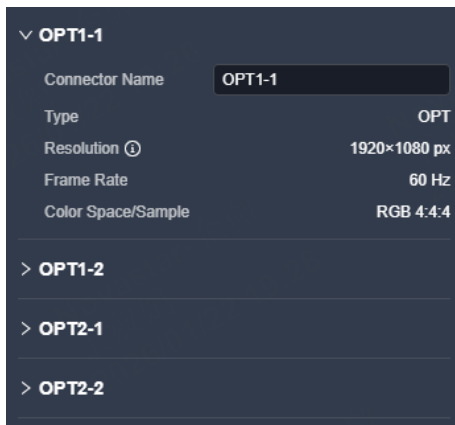 OPT1-1
Connector Name OPT1-1
Type OPT
Resolution 1920×1080 px
Frame Rate 60 Hz
Color Space/Sample RGB 4:4:4
OPT1-2
OPT2-1
OPT2-2